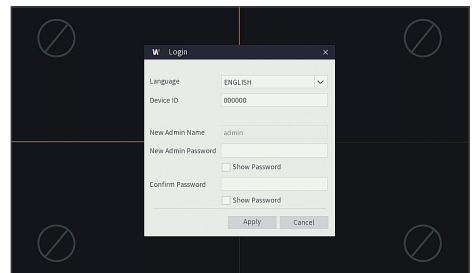 W Login
Language ENGLISH
Device ID 000000
New Admin Name admin
New Admin Password
Show Password
Confirm Password
Show Password
Apply Cancel